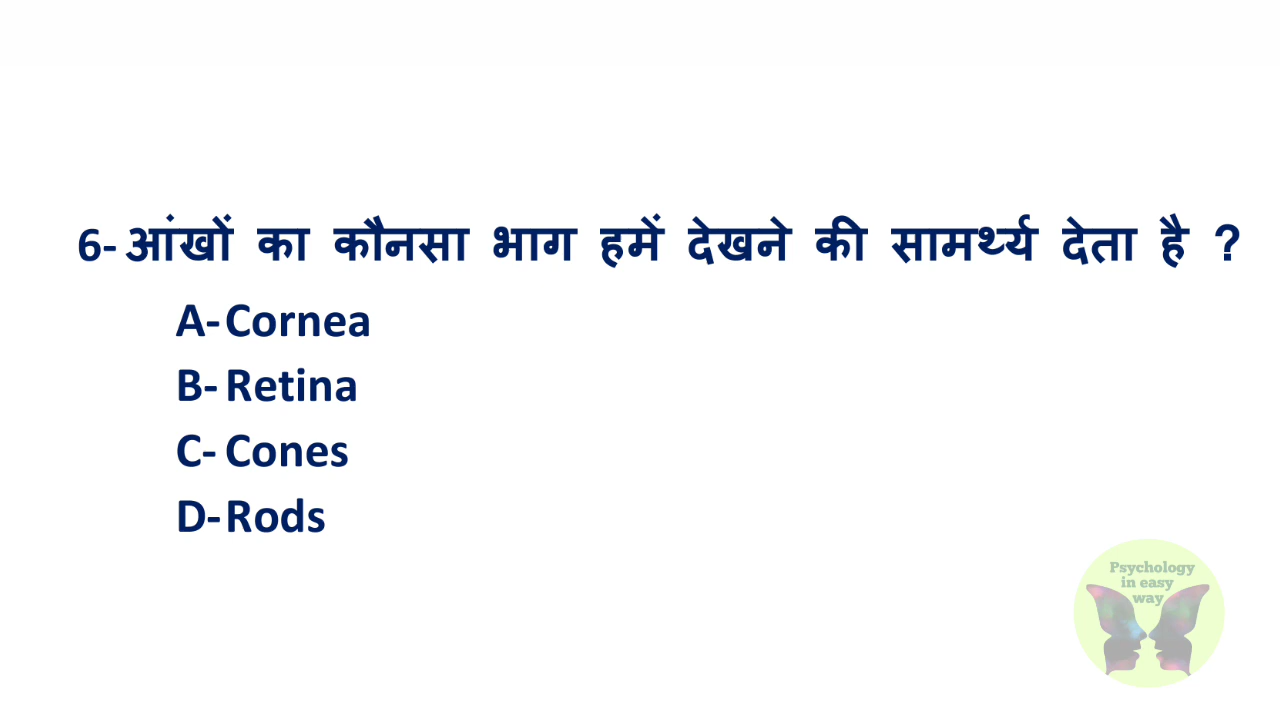 6- आंखों का कौनसा भाग हमें देखने की सामर्थ्य देता है ?
A- Cornea
B- Retina
C- Cones
D- Rods
Psychology
in easy
way